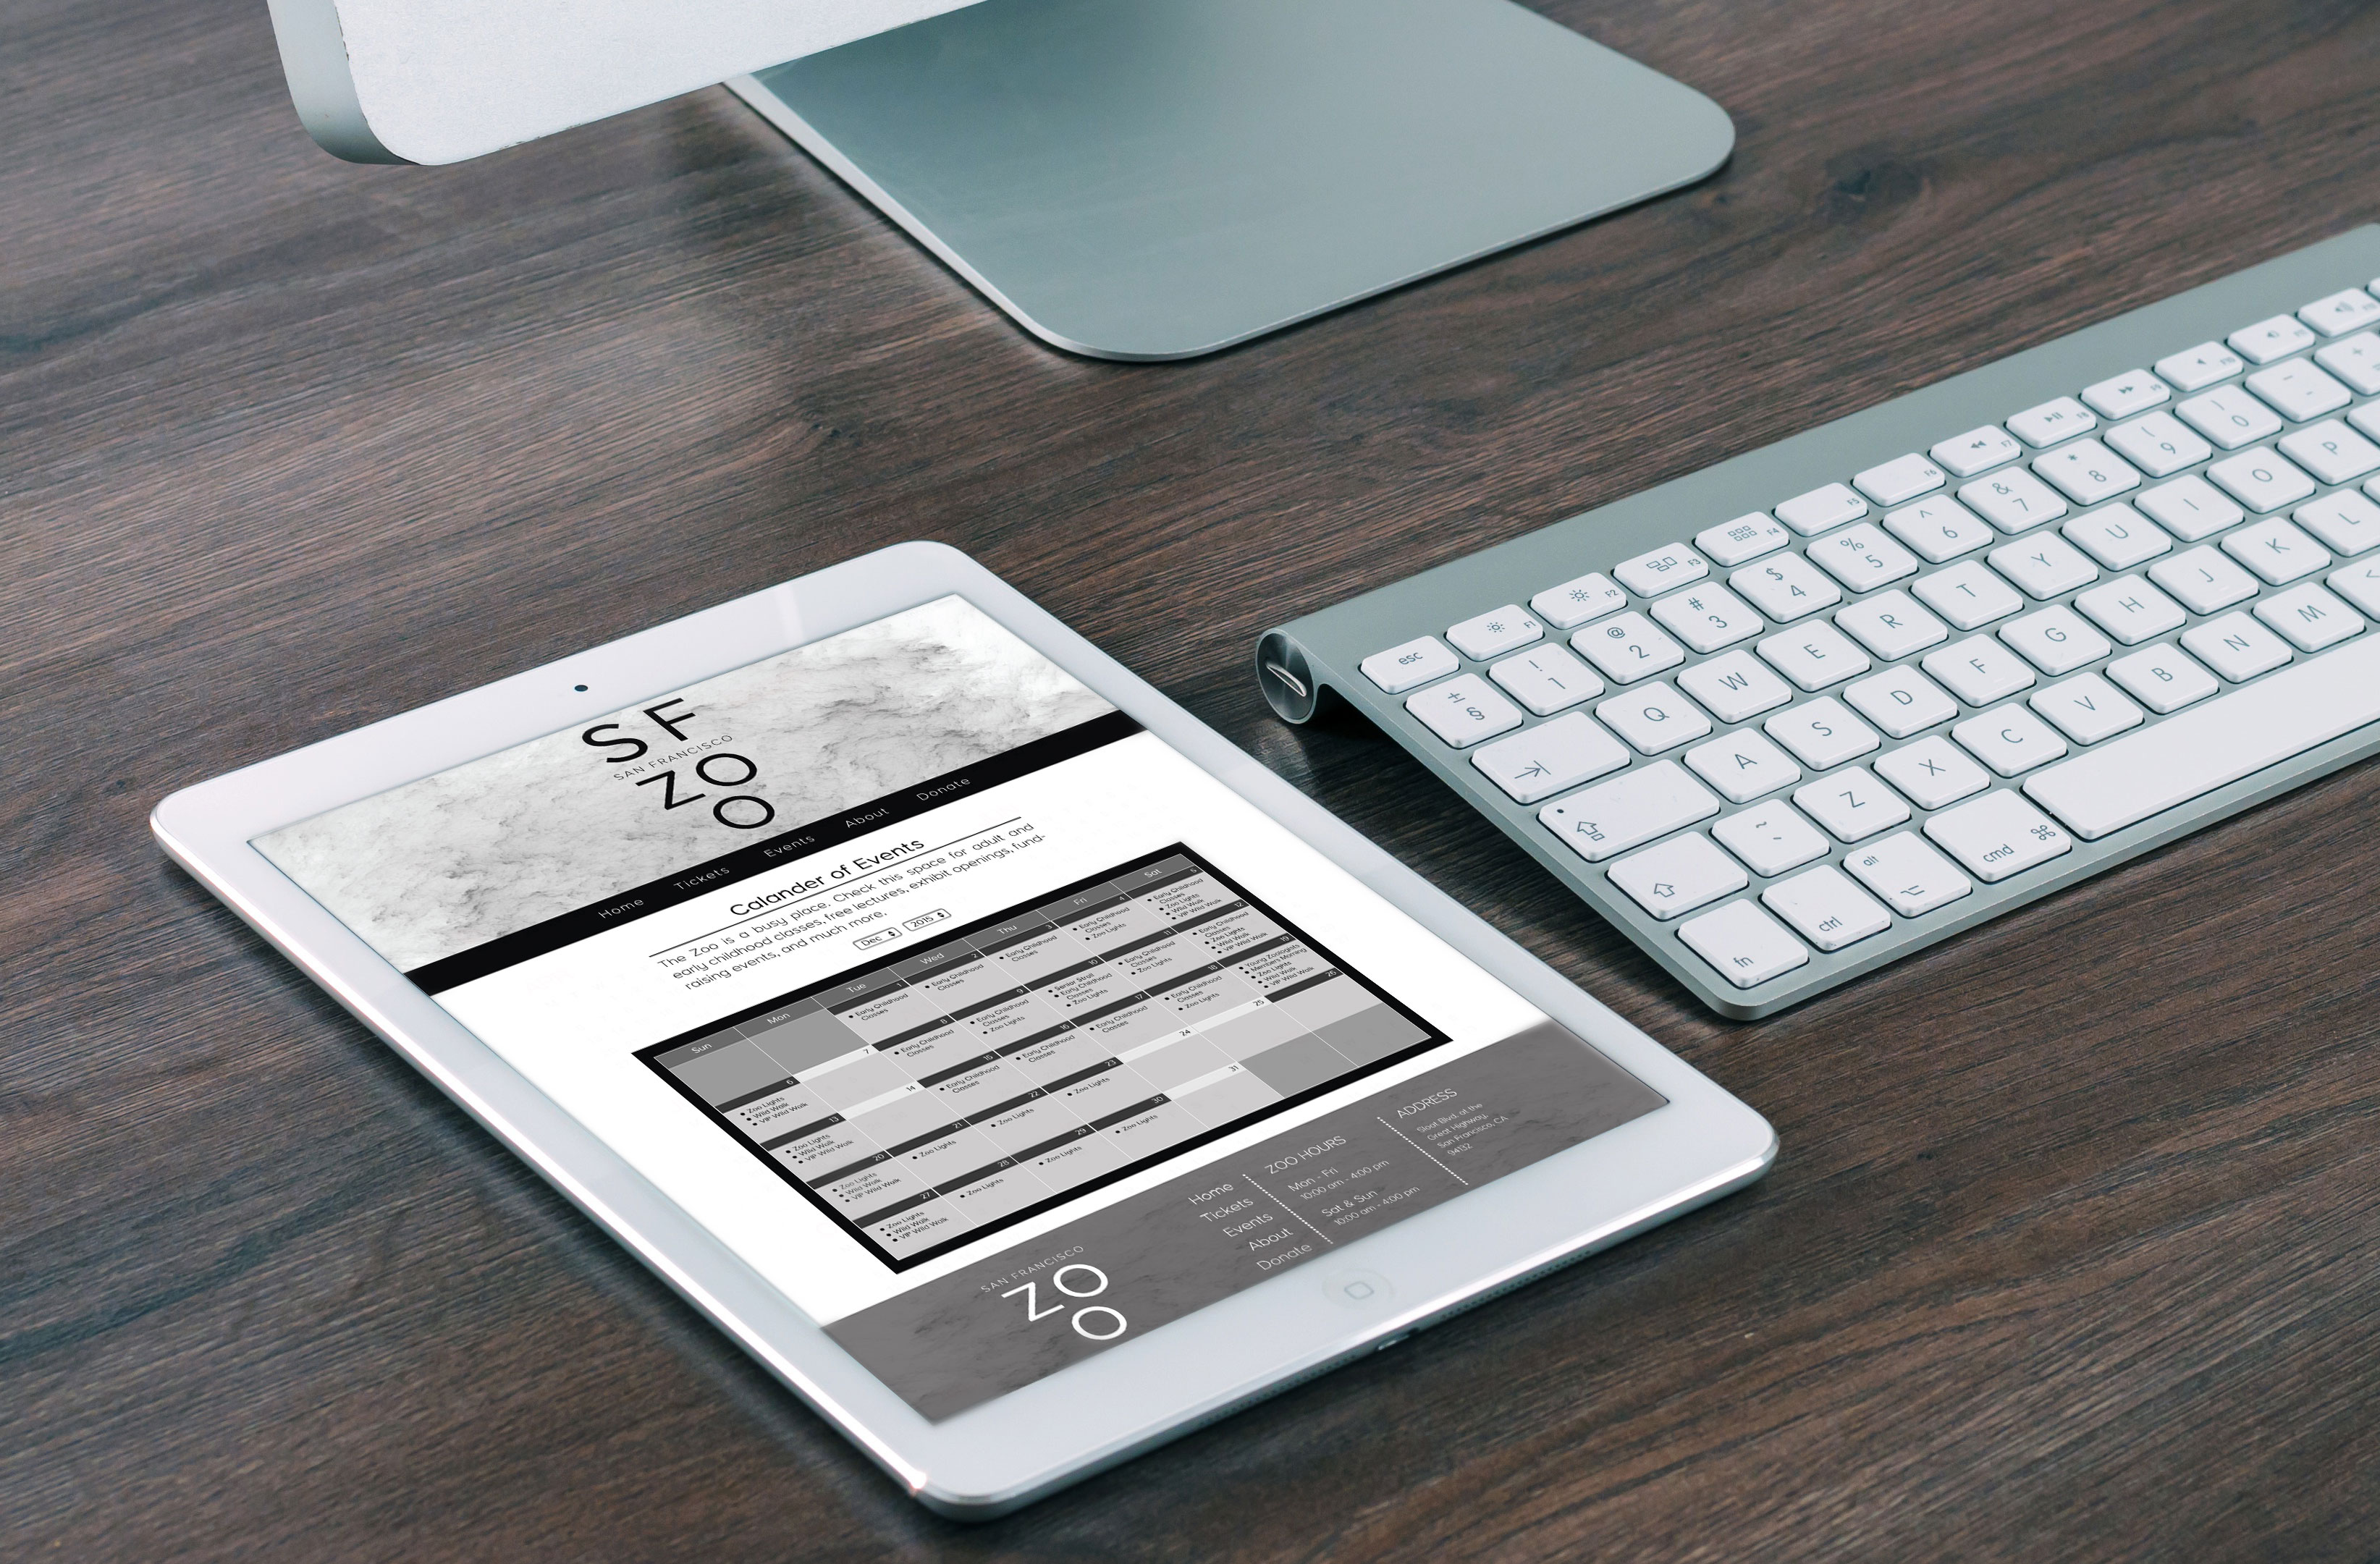 S F
SAN FRANCISCO
ZO
O
Home Tickets Events About Donate
Calander of Events
The Zoo is a busy place. Check this space for adult and
early childhood classes, free lectures, exhibit openings, fund-
raising events, and much more.
Dec 2015
Sun Mon Tue Wed Thu Fri Sat
1 2 3 4 5
Early Childhood Classes
Early Childhood Classes
Early Childhood Classes
Early Childhood Classes
Zoo Lights
Early Childhood Classes
Zoo Lights
Wild Walk
VIP Wild Walk
6 7 8 9 10 11 12
Zoo Lights
Wild Walk
VIP Wild Walk
Early Childhood Classes
Early Childhood Classes
Zoo Lights
Senior Stroll
Early Childhood Classes
Zoo Lights
Early Childhood Classes
Zoo Lights
Early Childhood Classes
Zoo Lights
Wild Walk
VIP Wild Walk
13 14 15 16 17 18 19
Zoo Lights
Wild Walk
VIP Wild Walk
Early Childhood Classes
Early Childhood Classes
Early Childhood Classes
Early Childhood Classes
Zoo Lights
Young Zoologists
Members Morning
Zoo Lights
Wild Walk
VIP Wild Walk
20 21 22 23 24 25 26
Zoo Lights
Wild Walk
VIP Wild Walk
Zoo Lights
Zoo Lights
Zoo Lights
27 28 29 30 31
Zoo Lights
Wild Walk
VIP Wild Walk
Zoo Lights
Zoo Lights
Zoo Lights
SAN FRANCISCO
ZO
O
Home
Tickets
Events
About
Donate
ZOO HOURS
Mon - Fri
10:00 am - 4:00 pm
Sat & Sun
10:00 am - 4:00 pm
ADDRESS
Sloat Blvd. at the
Great Highway,
San Francisco, CA
94132
esc F1 F2 F3 F4 F5 F6 F7 F8 F9
± § ! 1 @ 2 # 3 $ 4 % 5 ^ 6 & 7 * 8 ( 9 ) 0 - +
Q W E R T Y U I O P
A S D F G H J K L
~ Z X C V B N M <
fn ctrl alt cmd ⌘